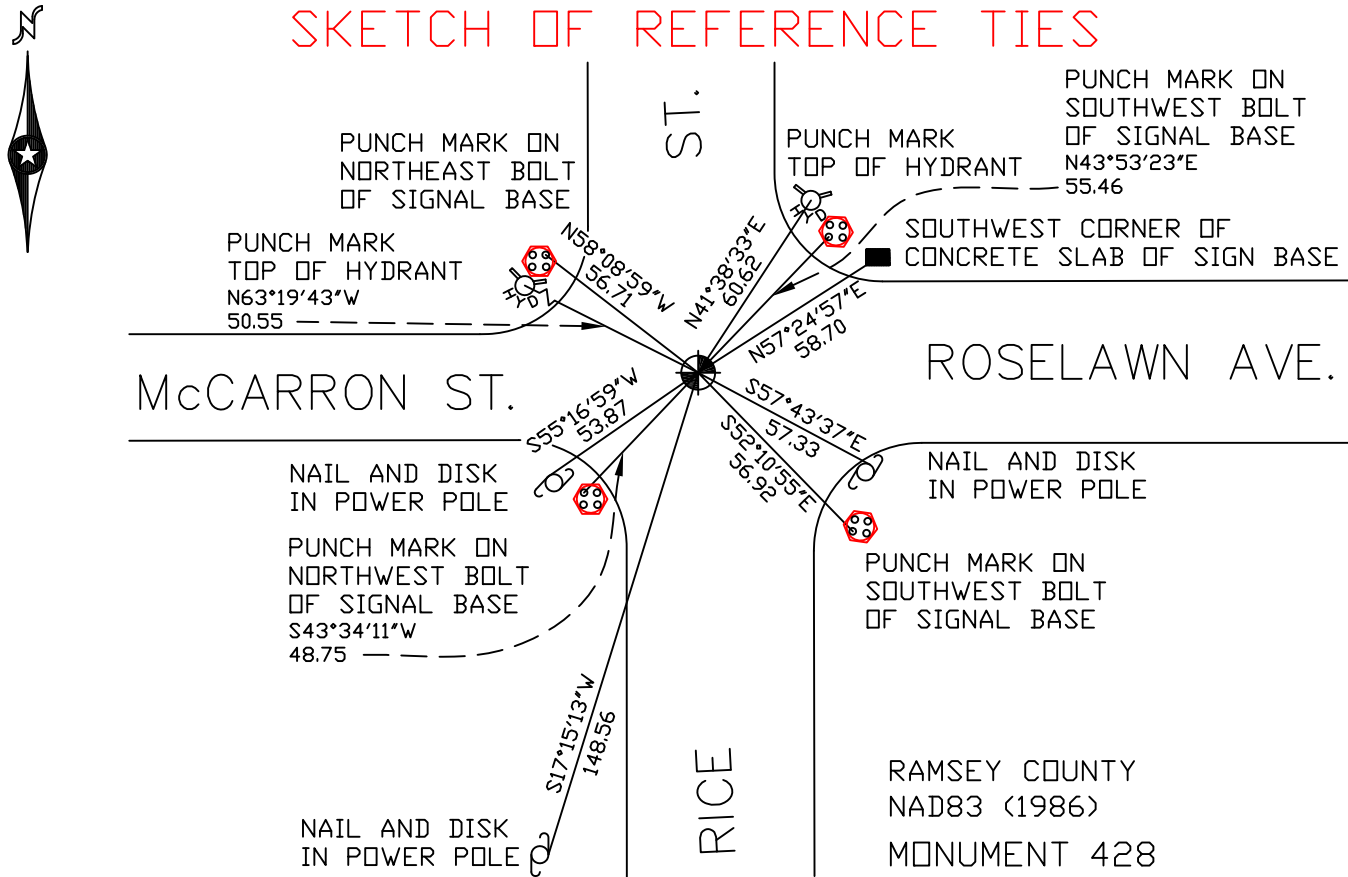 N
SKETCH OF REFERENCE TIES
ST.
PUNCH MARK ON
SOUTHWEST BOLT
OF SIGNAL BASE
N43°53'23"E
55.46
PUNCH MARK ON
NORTHEAST BOLT
OF SIGNAL BASE
PUNCH MARK
TOP OF HYDRANT
HYD
SOUTHWEST CORNER OF
CONCRETE SLAB OF SIGN BASE
PUNCH MARK
TOP OF HYDRANT
N63°19'43"W
50.55
HYD
N58°08'59"W
56.71
N41°38'33"E
60.62
N57°24'57"E
58.70
McCARRON ST.
ROSELAWN AVE.
S55°16'59"W
53.87
S57°43'37"E
57.33
S52°10'55"E
56.92
NAIL AND DISK
IN POWER POLE
NAIL AND DISK
IN POWER POLE
PUNCH MARK ON
NORTHWEST BOLT
OF SIGNAL BASE
S43°34'11"W
48.75
PUNCH MARK ON
SOUTHWEST BOLT
OF SIGNAL BASE
S17°15'13"W
148.56
RICE
NAIL AND DISK
IN POWER POLE
RAMSEY COUNTY
NAD83 (1986)
MONUMENT 428